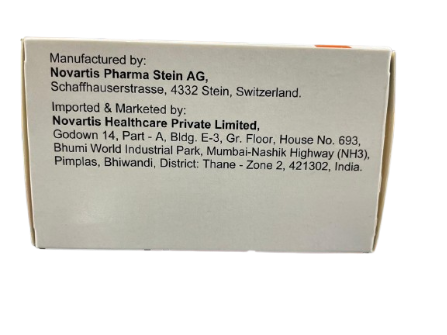 Manufactured by:
Novartis Pharma Stein AG,
Schaffhauserstrasse, 4332 Stein, Switzerland.
Imported & Marketed by:
Novartis Healthcare Private Limited,
Godown 14, Part - A, Bldg. E-3, Gr. Floor, House No. 693,
Bhumi World Industrial Park, Mumbai-Nashik Highway (NH3),
Pimplas, Bhiwandi, District: Thane - Zone 2, 421302, India.